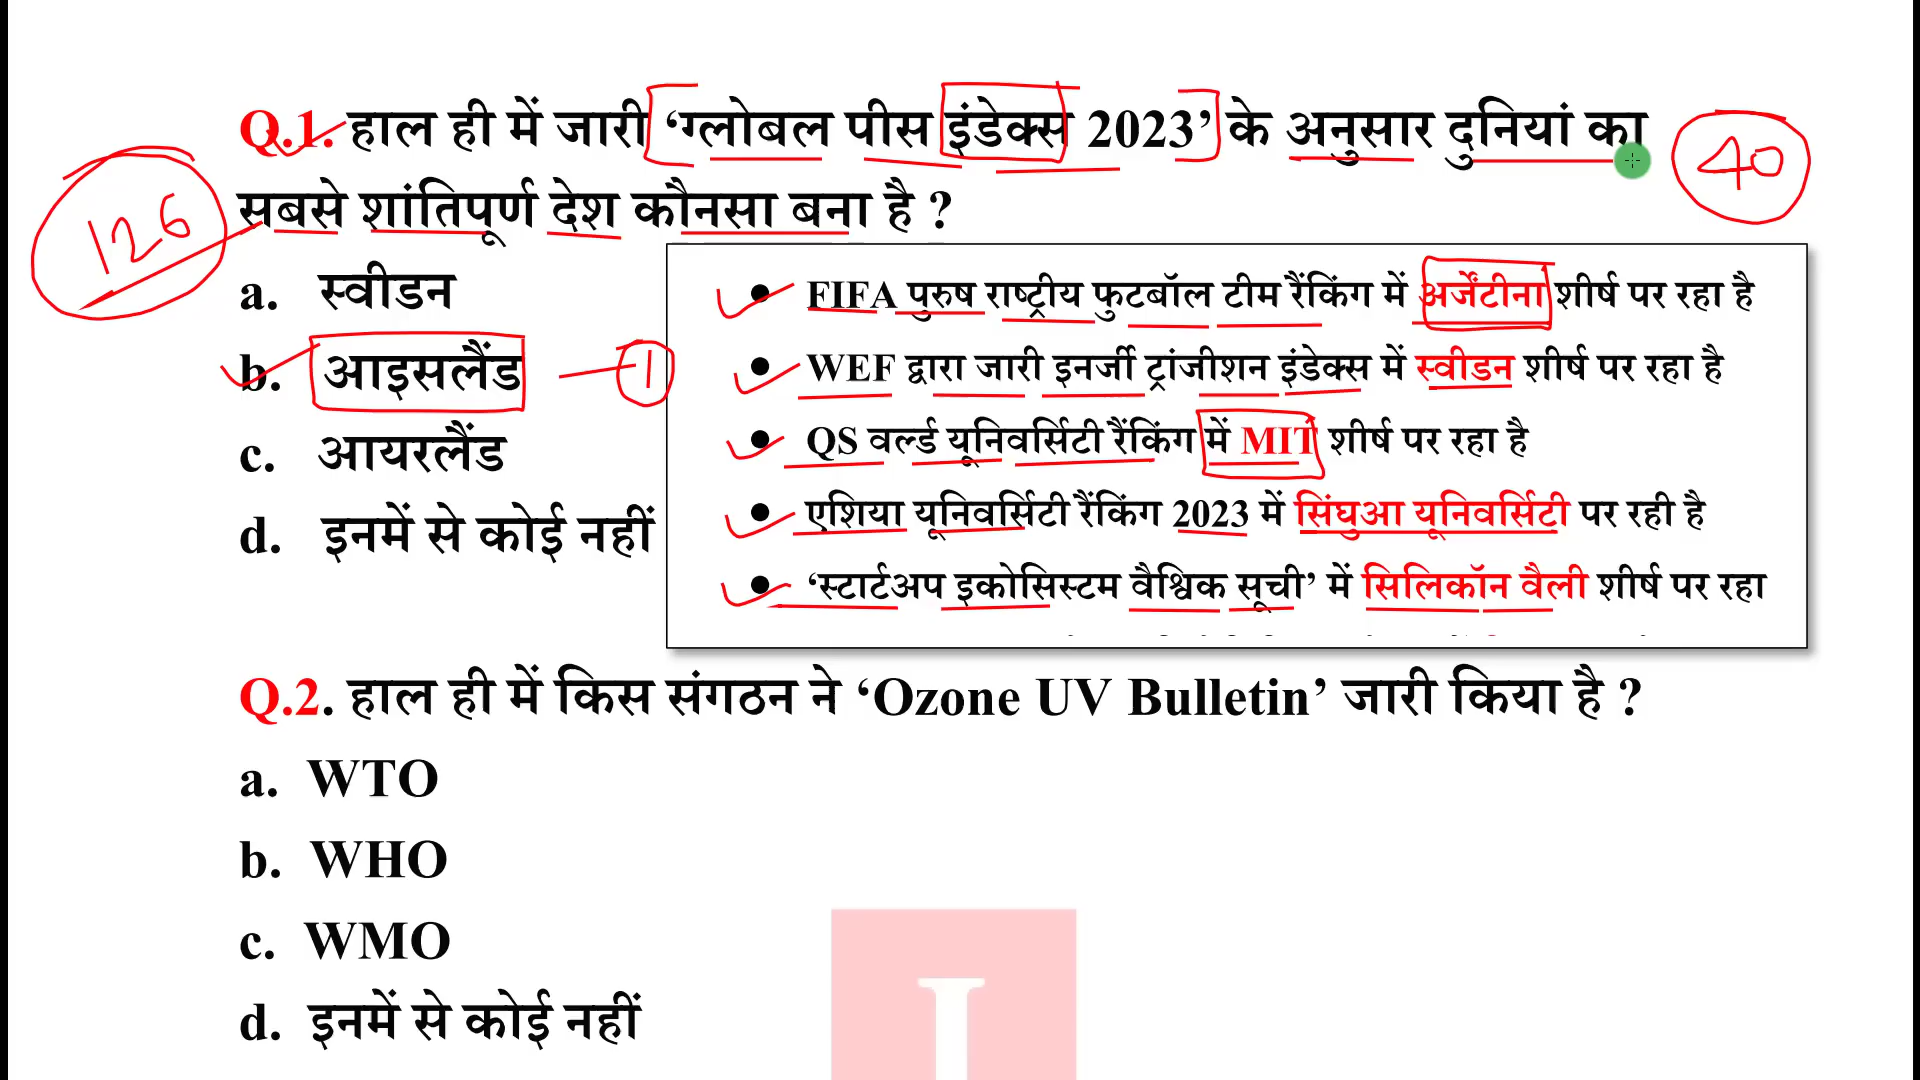 Q.1. हाल ही में जारी ‘ग्लोबल पीस इंडेक्स 2023’ के अनुसार दुनियां का
40
126
सबसे शांतिपूर्ण देश कौनसा बना है ?
a. स्वीडन
b. आइसलैंड
1
c. आयरलैंड
d. इनमें से कोई नहीं
• FIFA पुरुष राष्ट्रीय फुटबॉल टीम रैंकिंग में अर्जेंटीना शीर्ष पर रहा है
• WEF द्वारा जारी इनर्जी ट्रांजीशन इंडेक्स में स्वीडन शीर्ष पर रहा है
• QS वर्ल्ड यूनिवर्सिटी रैंकिंग में MIT शीर्ष पर रहा है
• एशिया यूनिवर्सिटी रैंकिंग 2023 में सिंघुआ यूनिवर्सिटी पर रही है
• ‘स्टार्टअप इकोसिस्टम वैश्विक सूची’ में सिलिकॉन वैली शीर्ष पर रहा
Q.2. हाल ही में किस संगठन ने ‘Ozone UV Bulletin’ जारी किया है ?
a. WTO
b. WHO
c. WMO
d. इनमें से कोई नहीं